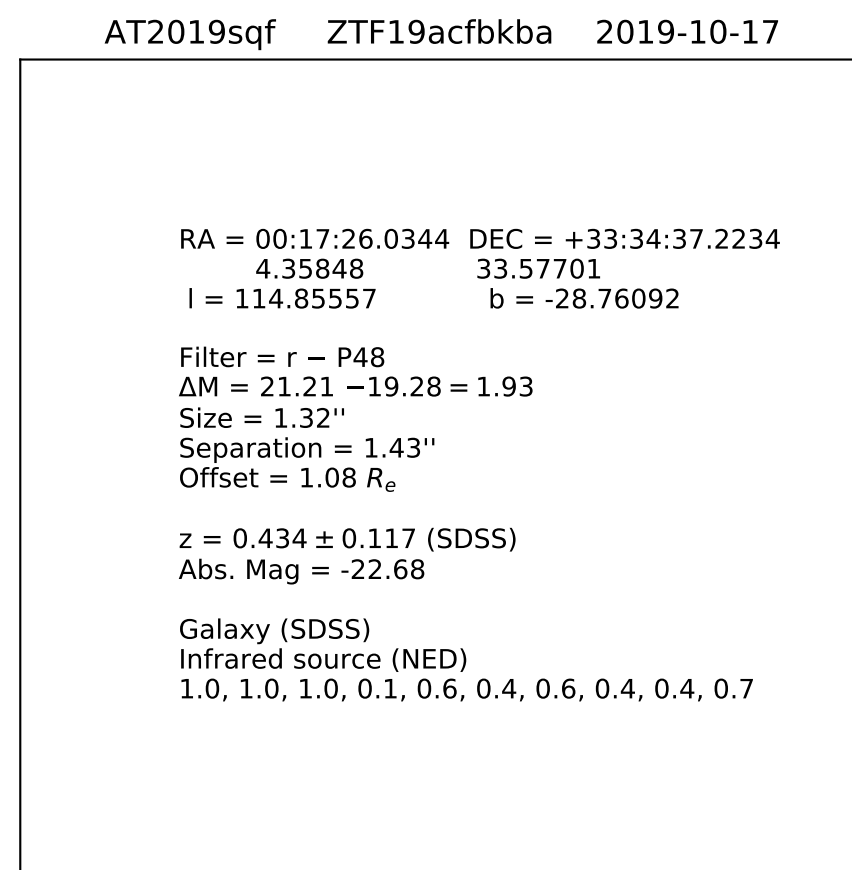 AT2019sqf ZTF19acfbkba 2019-10-17
RA = 00:17:26.0344 DEC = +33:34:37.2234
4.35848 33.57701
l = 114.85557 b = -28.76092
Filter = r − P48
ΔM = 21.21 −19.28 = 1.93
Size = 1.32''
Separation = 1.43''
Offset = 1.08 Re
z = 0.434 ± 0.117 (SDSS)
Abs. Mag = -22.68
Galaxy (SDSS)
Infrared source (NED)
1.0, 1.0, 1.0, 0.1, 0.6, 0.4, 0.6, 0.4, 0.4, 0.7